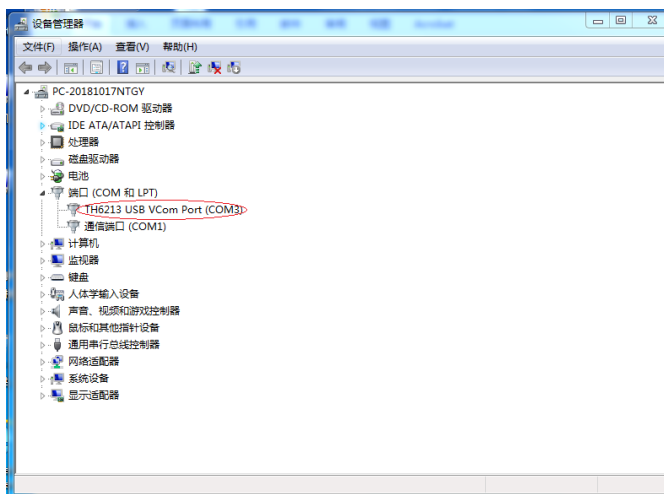 设备管理器
文件(F) 操作(A) 查看(V) 帮助(H)
PC-20181017NTGY
DVD/CD-ROM 驱动器
IDE ATA/ATAPI 控制器
处理器
磁盘驱动器
电池
端口 (COM 和 LPT)
TH6213 USB VCom Port (COM3)
通信端口 (COM1)
计算机
监视器
键盘
人体学输入设备
声音、视频和游戏控制器
鼠标和其他指针设备
通用串行总线控制器
网络适配器
系统设备
显示适配器